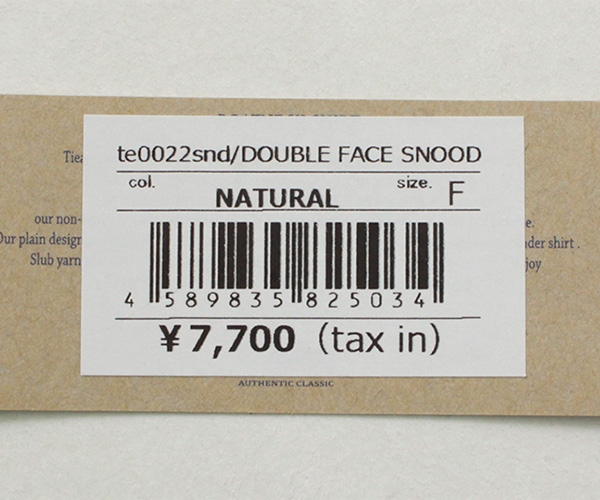 te0022snd/DOUBLE FACE SNOOD
col. NATURAL size. F
our non-
Our plain design
nder shirt .
Slub yarn
joy
4 589835 825034
¥7,700 (tax in)
AUTHENTIC CLASSIC